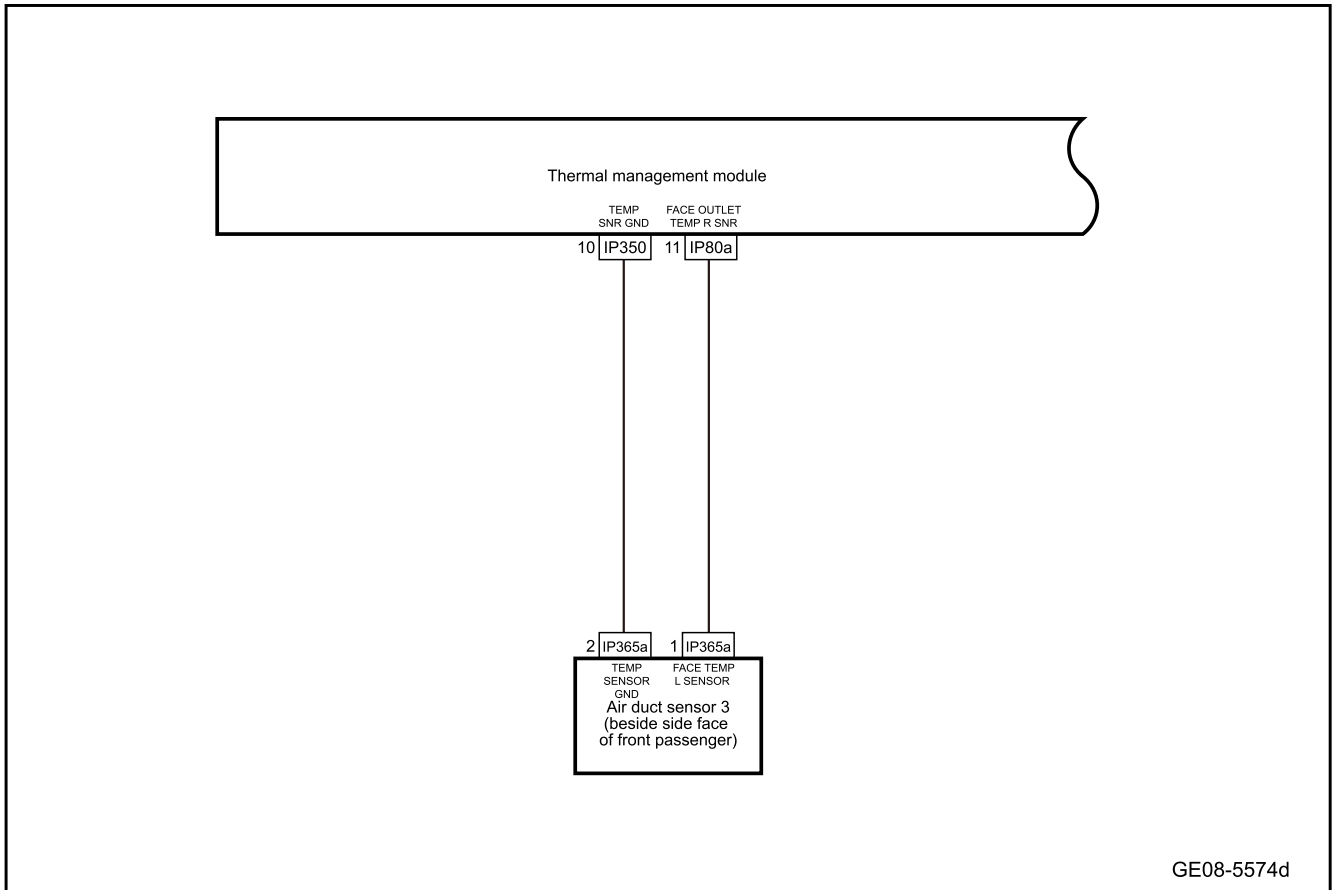 Thermal management module
TEMP
SNR GND
FACE OUTLET
TEMP R SNR
10 IP350
11 IP80a
2 IP365a
1 IP365a
TEMP
SENSOR
GND
FACE TEMP
L SENSOR
Air duct sensor 3
(beside side face
of front passenger)
GE08-5574d